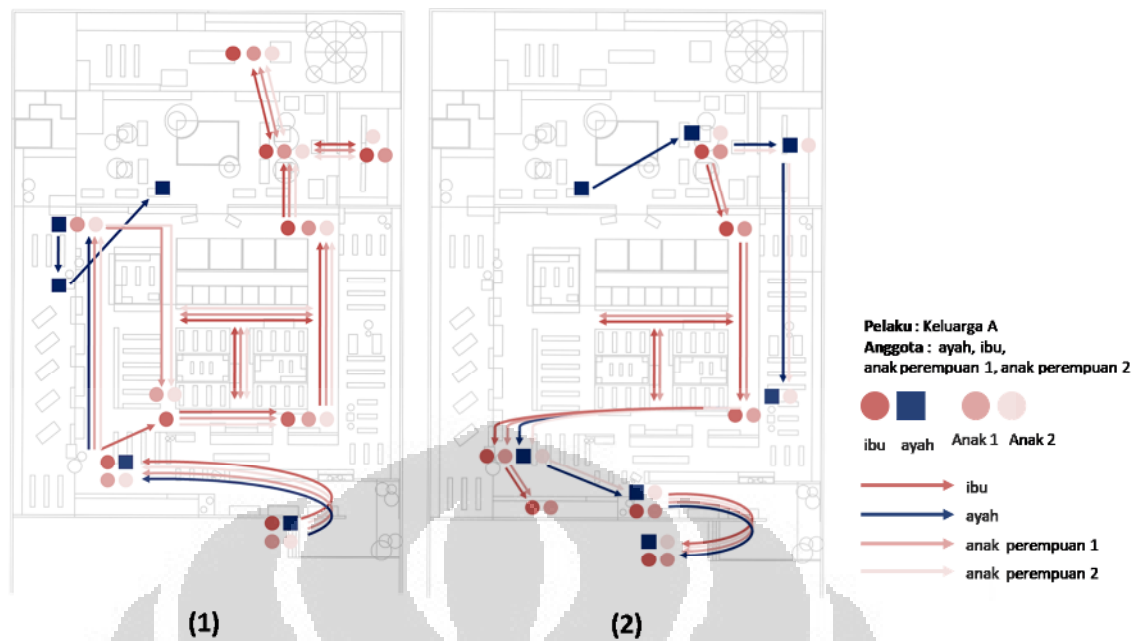 Pelaku : Keluarga A
Anggota : ayah, ibu,
anak perempuan 1, anak perempuan 2
ibu ayah Anak 1 Anak 2
ibu
ayah
anak perempuan 1
anak perempuan 2
(1) (2)